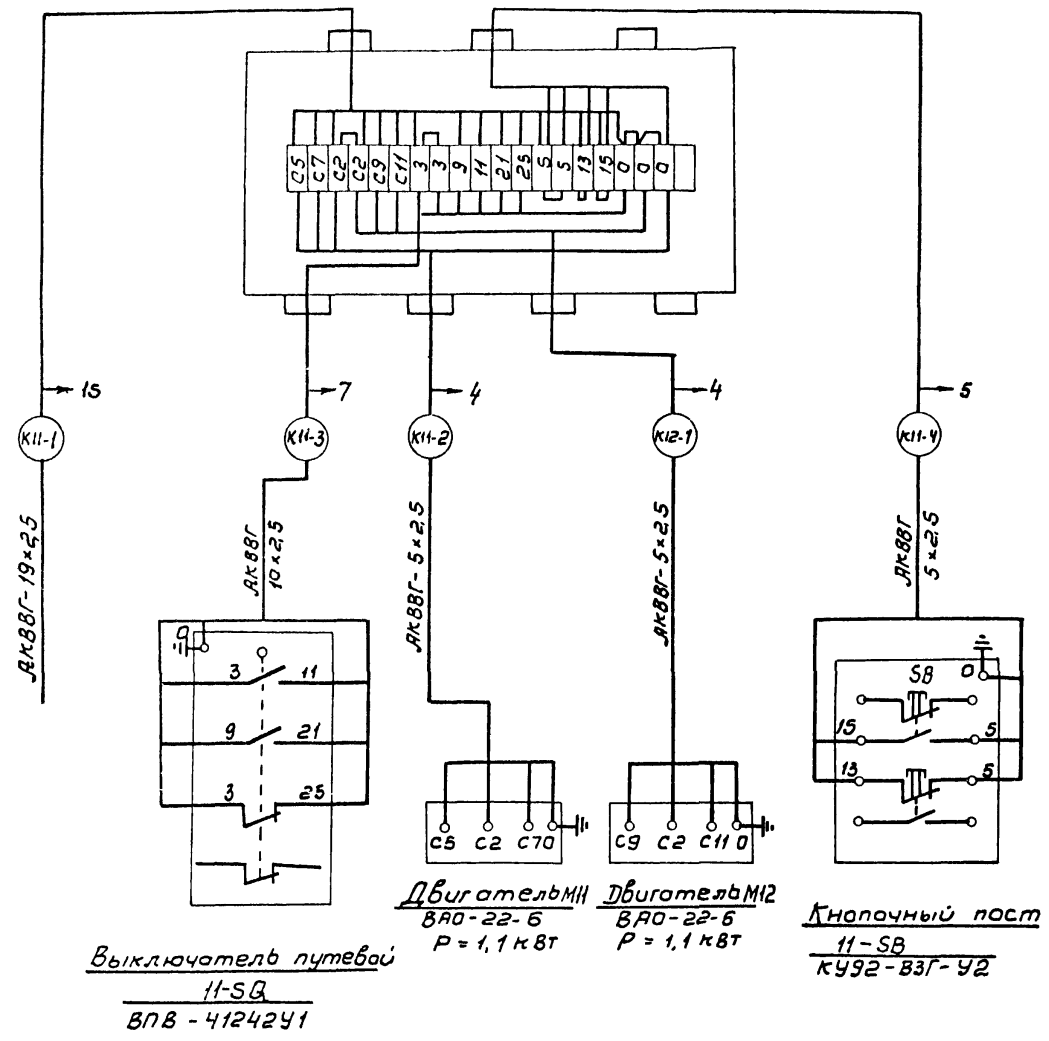 С5 С7 С2 С2 С9 С11 3 3 9 11 21 25 5 5 13 15 0 0 0
15
7
4
4
5
К11-1
К11-3
К11-2
К12-1
К11-4
АКВВГ-19×2,5
АКВВГ
10×2,5
АКВВГ-5×2,5
АКВВГ-5×2,5
АКВВГ
5×2,5
0
3 11
9 21
3 25
SB 0
15 5
13 5
С5 С2 С7 0
С9 С2 С11 0
Двигатель М11
ВАО-22-6
Р = 1,1 кВт
Двигатель М12
ВАО-22-6
Р = 1,1 кВт
Кнопочный пост
11-SB
КУ92-ВЗГ-У2
Выключатель путевой
11-SQ
ВПВ - 41242У1